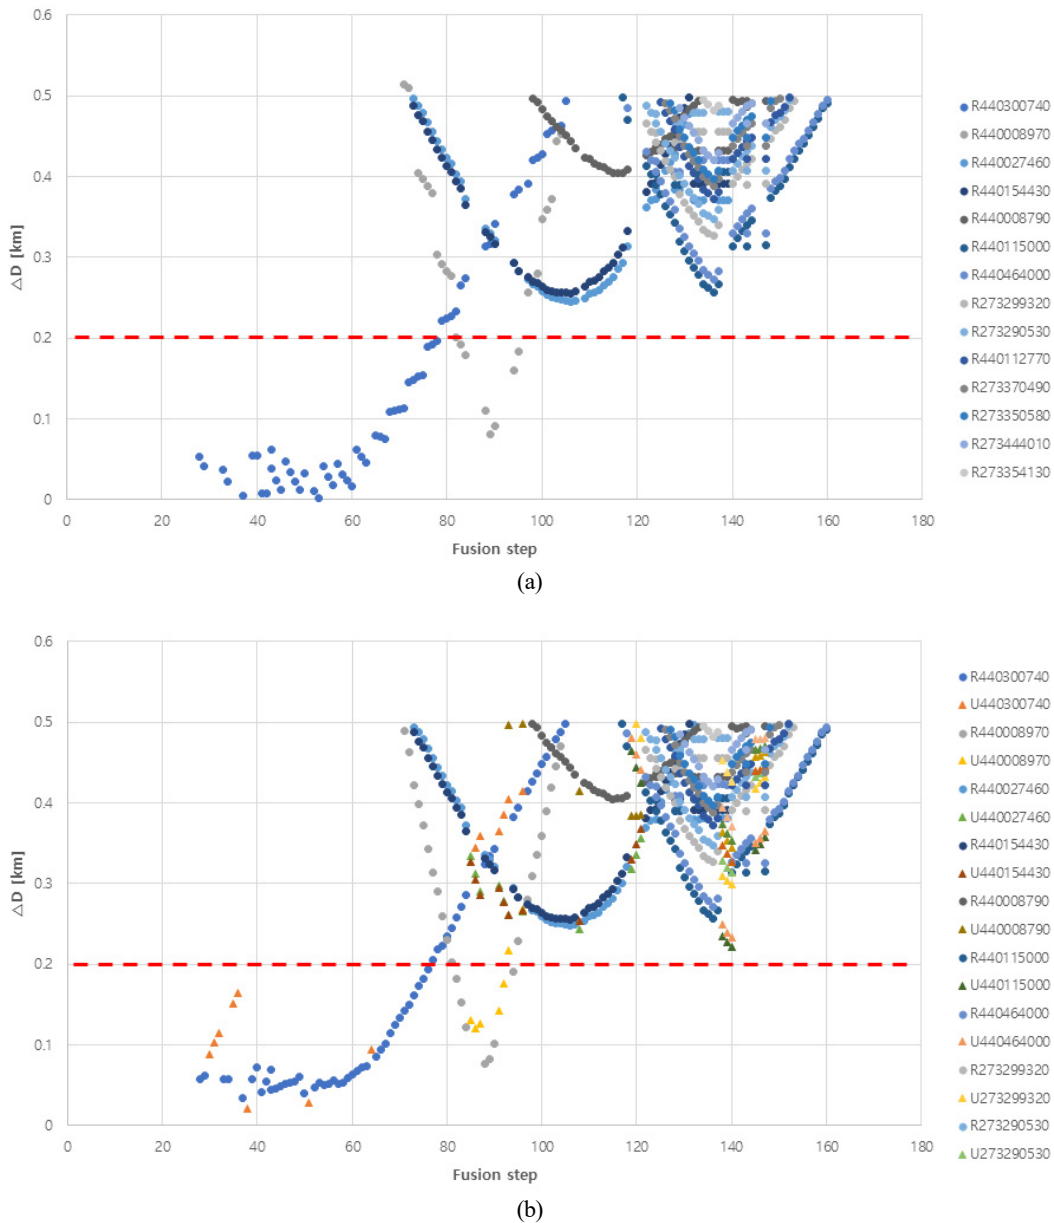 0.6
0.5
0.4
0.3
0.2
0.1
0
△D [km]
0 20 40 60 80 100 120 140 160 180
Fusion step
R440300740
R440008970
R440027460
R440154430
R440008790
R440115000
R440464000
R273299320
R273290530
R440112770
R273370490
R273350580
R273444010
R273354130
(a)
0.6
0.5
0.4
0.3
0.2
0.1
0
△D [km]
0 20 40 60 80 100 120 140 160 180
Fusion step
R440300740
U440300740
R440008970
U440008970
R440027460
U440027460
R440154430
U440154430
R440008790
U440008790
R440115000
U440115000
R440464000
U440464000
R273299320
U273299320
R273290530
U273290530
(b)